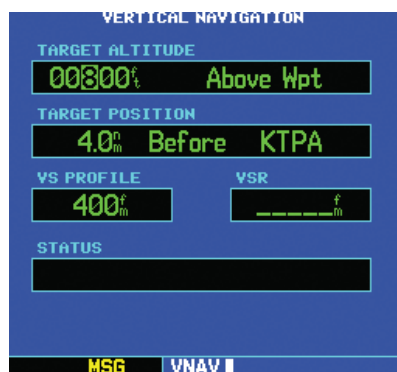 VERTICAL NAVIGATION
TARGET ALTITUDE
00800ft Above Wpt
TARGET POSITION
4.0nm Before KTPA
VS PROFILE VSR
400fm _____fm
STATUS
MSG VNAV